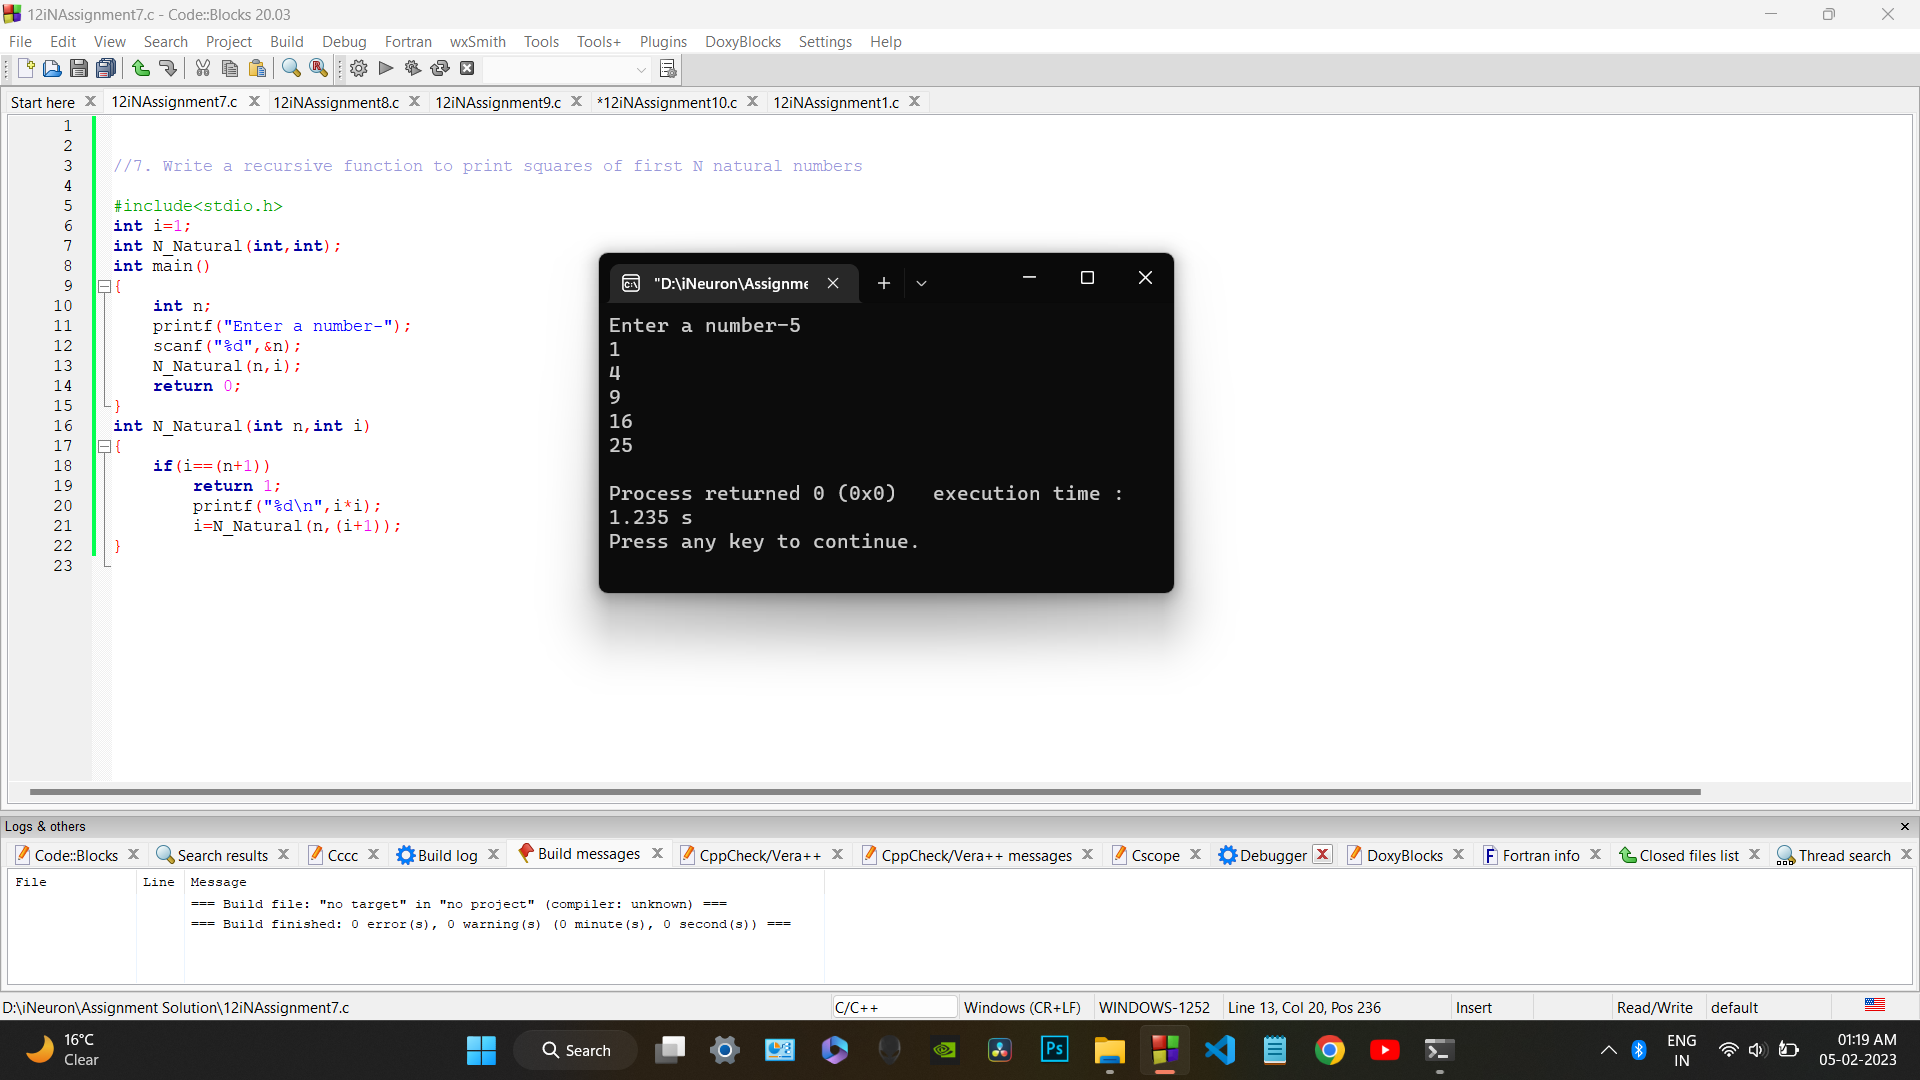 12iNAssignment7.c - Code::Blocks 20.03
File Edit View Search Project Build Debug Fortran wxSmith Tools Tools+ Plugins DoxyBlocks Settings Help
Start here 12iNAssignment7.c 12iNAssignment8.c 12iNAssignment9.c *12iNAssignment10.c 12iNAssignment1.c
1
2
3 //7. Write a recursive function to print squares of first N natural numbers
4
5 #include<stdio.h>
6 int i=1;
7 int N_Natural(int,int);
8 int main()
9 {
10 int n;
11 printf("Enter a number-");
12 scanf("%d",&n);
13 N_Natural(n,i);
14 return 0;
15 }
16 int N_Natural(int n,int i)
17 {
18 if(i==(n+1))
19 return 1;
20 printf("%d\n",i*i);
21 i=N_Natural(n,(i+1));
22 }
23
"D:\iNeuron\Assignme
Enter a number-5
1
4
9
16
25
Process returned 0 (0x0) execution time :
1.235 s
Press any key to continue.
Logs & others
Code::Blocks Search results Cccc Build log Build messages CppCheck/Vera++ CppCheck/Vera++ messages Cscope Debugger DoxyBlocks Fortran info Closed files list Thread search
File Line Message
=== Build file: "no target" in "no project" (compiler: unknown) ===
=== Build finished: 0 error(s), 0 warning(s) (0 minute(s), 0 second(s)) ===
D:\iNeuron\Assignment Solution\12iNAssignment7.c C/C++ Windows (CR+LF) WINDOWS-1252 Line 13, Col 20, Pos 236 Insert Read/Write default
16°C
Clear
Search
Ps
ENG
IN
01:19 AM
05-02-2023